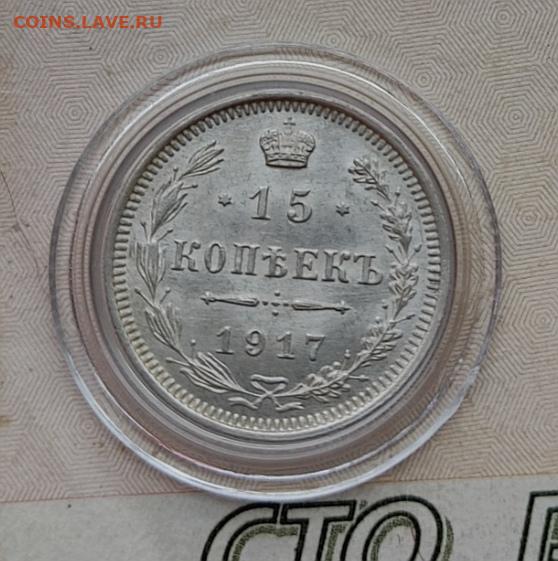 COINS.LAVE.RU
* 15 *
КОПѢЕКЪ
1917
СТО